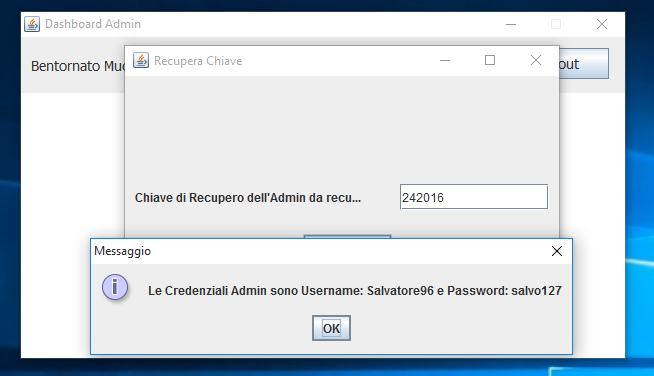 Dashboard Admin
Recupera Chiave
Bentornato
out
Chiave di Recupero dell'Admin da recu...
242016
Messaggio
Le Credenziali Admin sono Username: Salvatore96 e Password: salvo127
OK